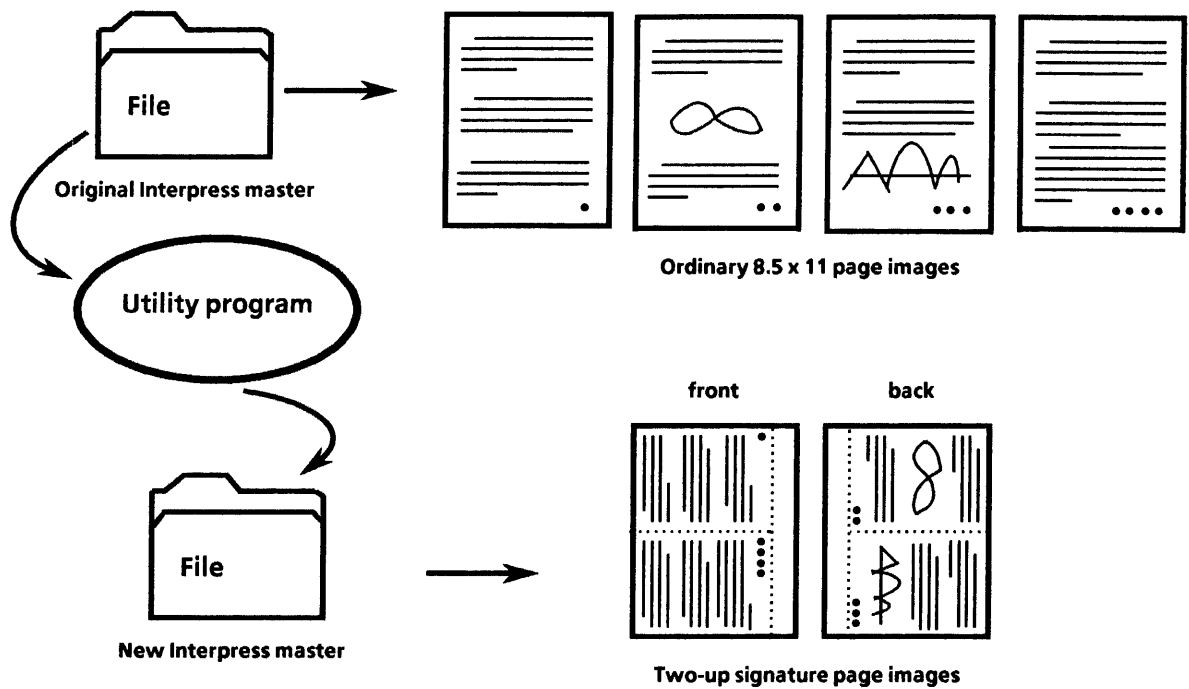 File
Original Interpress master
Ordinary 8.5 x 11 page images
Utility program
front
back
File
New Interpress master
Two-up signature page images